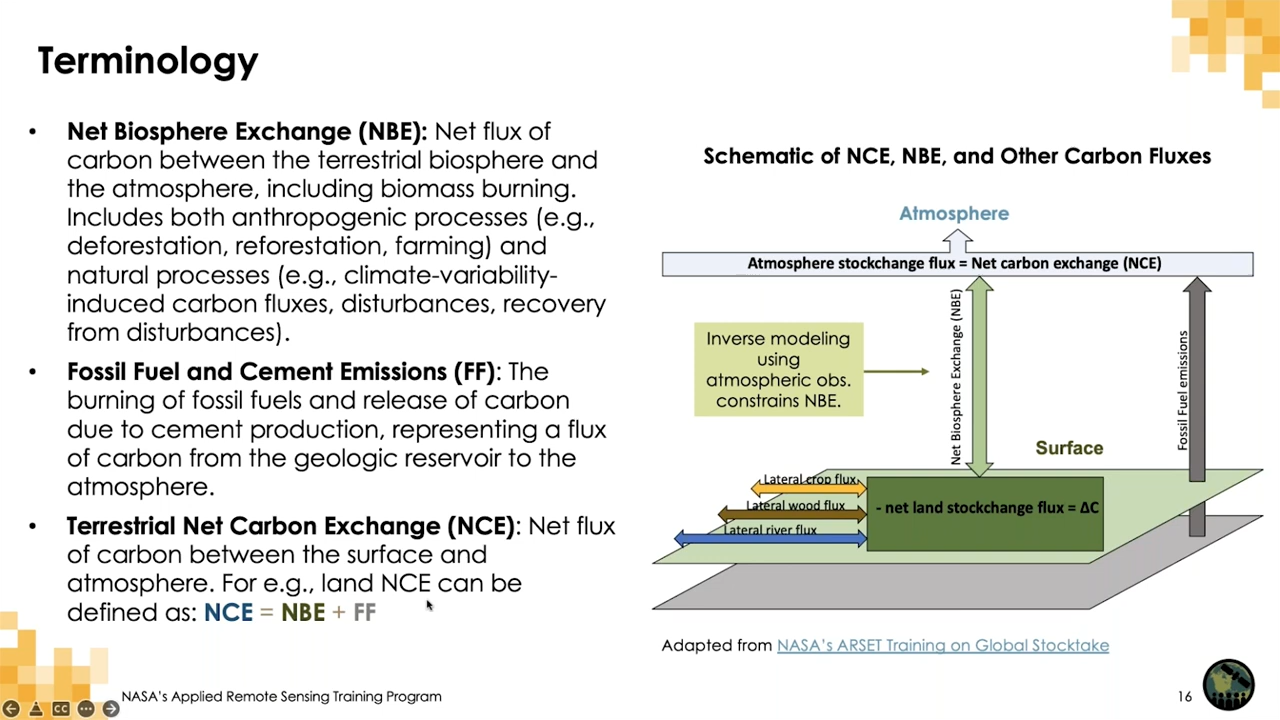 Terminology
• Net Biosphere Exchange (NBE): Net flux of
carbon between the terrestrial biosphere and
the atmosphere, including biomass burning.
Includes both anthropogenic processes (e.g.,
deforestation, reforestation, farming) and
natural processes (e.g., climate-variability-
induced carbon fluxes, disturbances, recovery
from disturbances).
• Fossil Fuel and Cement Emissions (FF): The
burning of fossil fuels and release of carbon
due to cement production, representing a flux
of carbon from the geologic reservoir to the
atmosphere.
• Terrestrial Net Carbon Exchange (NCE): Net flux
of carbon between the surface and
atmosphere. For e.g., land NCE can be
defined as: NCE = NBE + FF
Schematic of NCE, NBE, and Other Carbon Fluxes
Atmosphere
Atmosphere stockchange flux = Net carbon exchange (NCE)
Inverse modeling
using
atmospheric obs.
constrains NBE.
Net Biosphere Exchange (NBE)
Fossil Fuel emissions
Surface
Lateral crop flux
Lateral wood flux
Lateral river flux
- net land stockchange flux = ΔC
Adapted from NASA's ARSET Training on Global Stocktake
NASA's Applied Remote Sensing Training Program
16
CC